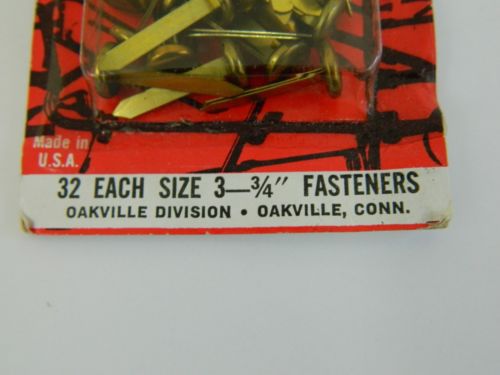 Made in
U.S.A.
32 EACH SIZE 3—3/4" FASTENERS
OAKVILLE DIVISION • OAKVILLE, CONN.